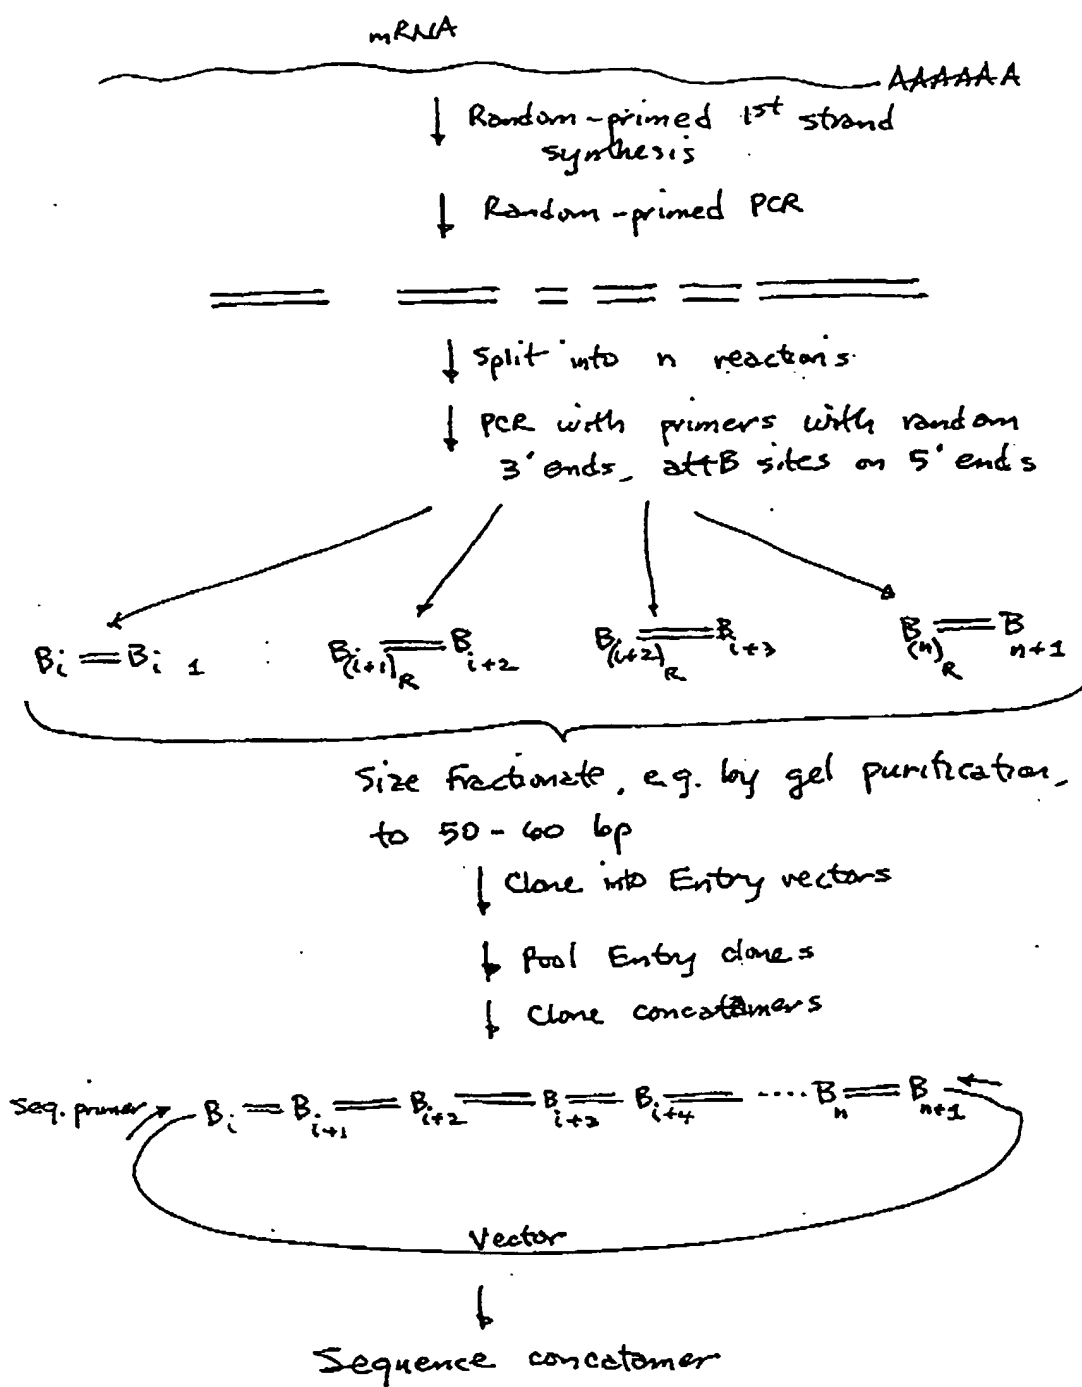 mRNA
AAAAAA
Random-primed 1st strand
synthesis
Random-primed PCR
Split into n reactions
PCR with primers with random
3' ends, attB sites on 5' ends
Bi = Bi 1 B(i+1)R = Bi+2 B(i+2)R = Bi+3 B(n)R = Bn+1
Size fractionate, e.g. by gel purification,
to 50-60 bp
Clone into Entry vectors
Pool Entry clones
Clone concatamers
Seq. primer Bi = Bi+1 = Bi+2 = Bi+3 = Bi+4 = .... Bn = Bn+1
Vector
Sequence concatamer